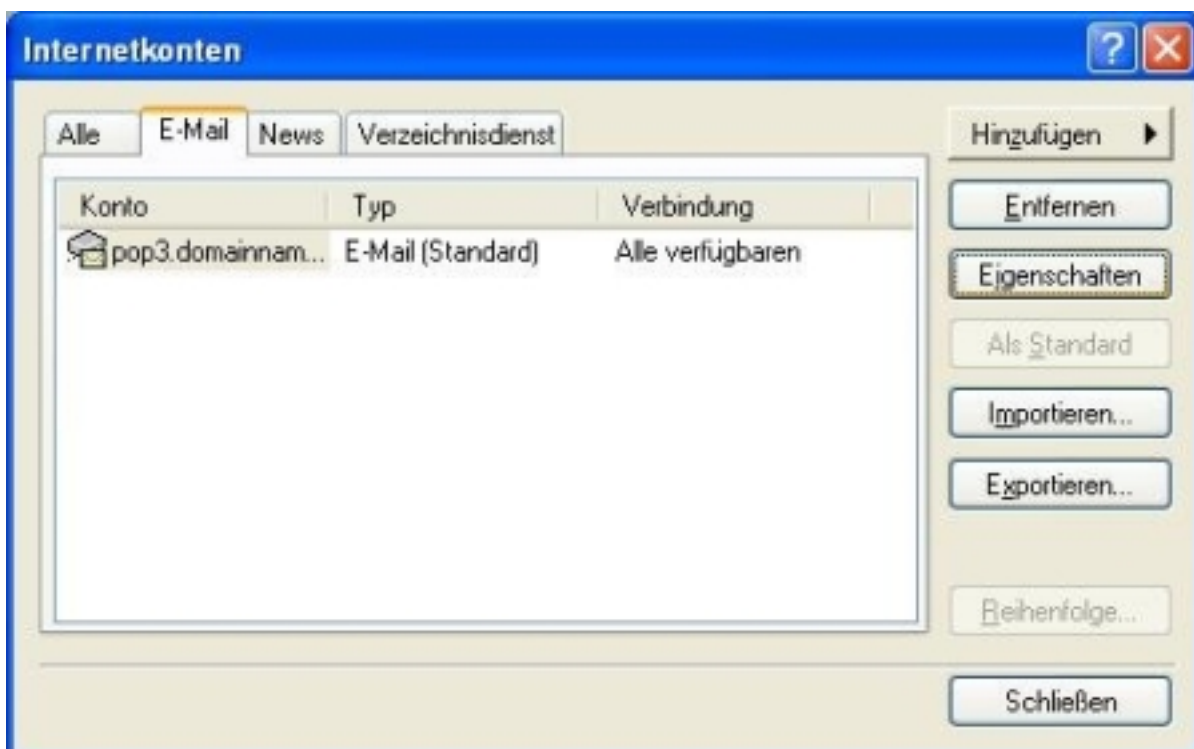 Internetkonten
Alle E-Mail News Verzeichnisdienst
Hinzufügen
Konto Typ Verbindung
pop3.domainnam... E-Mail (Standard) Alle verfügbaren
Entfernen
Eigenschaften
Als Standard
Importieren...
Exportieren...
Reihenfolge...
Schließen